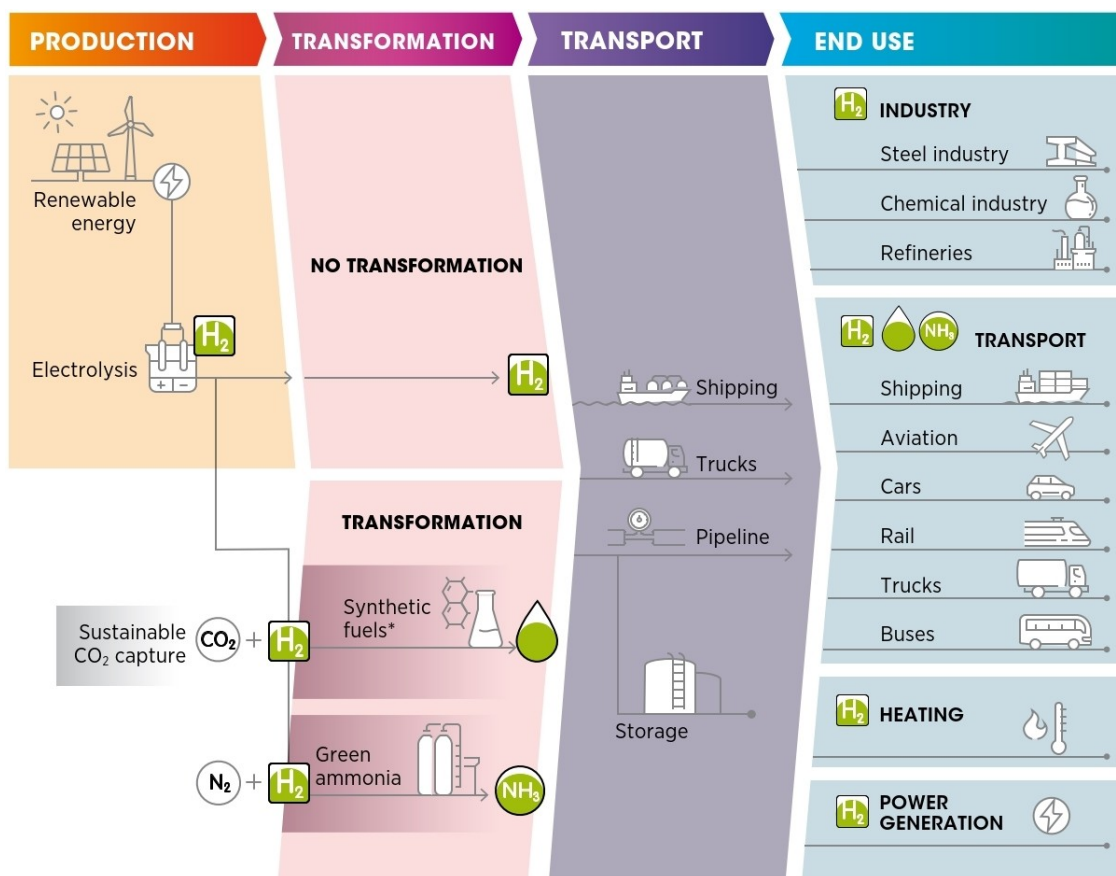 PRODUCTION
TRANSFORMATION
TRANSPORT
END USE
Renewable
energy
Electrolysis
H₂
NO TRANSFORMATION
H₂
TRANSFORMATION
Sustainable
CO₂ capture
CO₂ + H₂
Synthetic
fuels*
N₂ + H₂
Green
ammonia
NH₃
Shipping
Trucks
Pipeline
Storage
H₂ INDUSTRY
Steel industry
Chemical industry
Refineries
H₂ NH₃ TRANSPORT
Shipping
Aviation
Cars
Rail
Trucks
Buses
H₂ HEATING
H₂ POWER
GENERATION